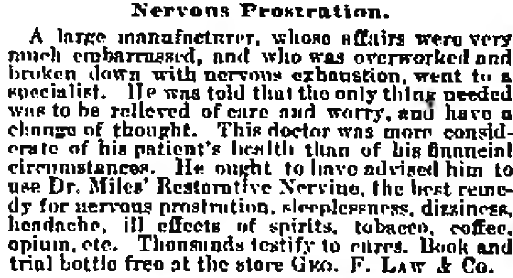 Nervous Prostration.
A large manufacturer, whose affairs were very
much embarrassed, and who was overworked and
broken down with nervous exhaustion, went to a
specialist. He was told that the only thing needed
was to be relieved of care and worry, and have a
change of thought. This doctor was more consid-
erate of his patient's health than of his financial
circumstances. He ought to have advised him to
use Dr. Miles' Restorative Nervine, the best reme-
dy for nervous prostration, sleeplessness, dizziness,
headache, ill effects of spirits, tobacco, coffee,
opium, etc. Thousands testify to cures. Book and
trial bottle free at the store Geo. F. Law & Co.